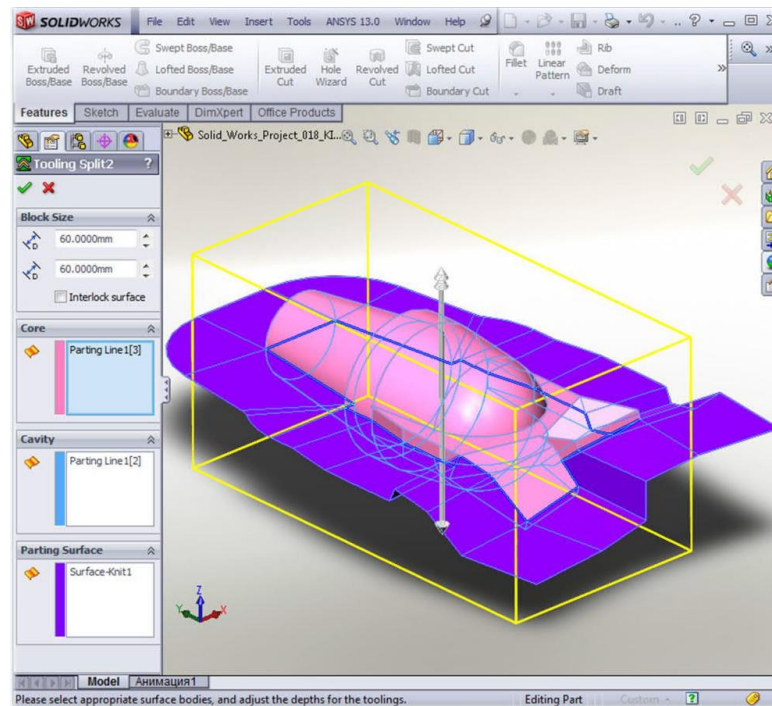 SOLIDWORKS File Edit View Insert Tools ANSYS 13.0 Window Help
Extruded Boss/Base
Revolved Boss/Base
Swept Boss/Base
Lofted Boss/Base
Boundary Boss/Base
Extruded Cut
Hole Wizard
Revolved Cut
Swept Cut
Lofted Cut
Boundary Cut
Fillet
Linear Pattern
Rib
Deform
Draft
Features Sketch Evaluate DimXpert Office Products
Solid_Works_Project_018_KI...
Tooling Split2 ?
Block Size
60.0000mm
60.0000mm
Interlock surface
Core
Parting Line1[3]
Cavity
Parting Line1[2]
Parting Surface
Surface-Knit1
Z
Y
X
Model Анимация1
Please select appropriate surface bodies, and adjust the depths for the toolings. Editing Part Custom